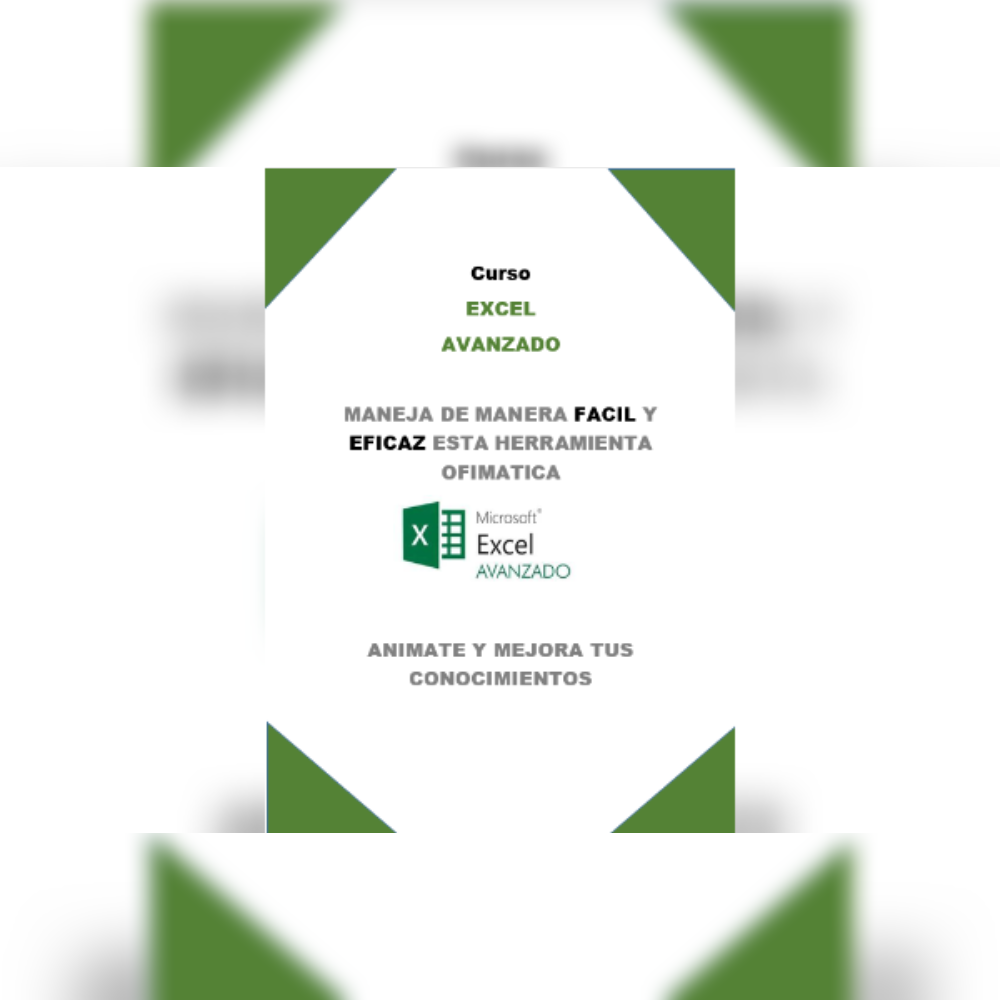 Curso
EXCEL
AVANZADO
MANEJA DE MANERA FACIL Y
EFICAZ ESTA HERRAMIENTA
OFIMATICA
X
Microsoft®
Excel
AVANZADO
ANIMATE Y MEJORA TUS
CONOCIMIENTOS